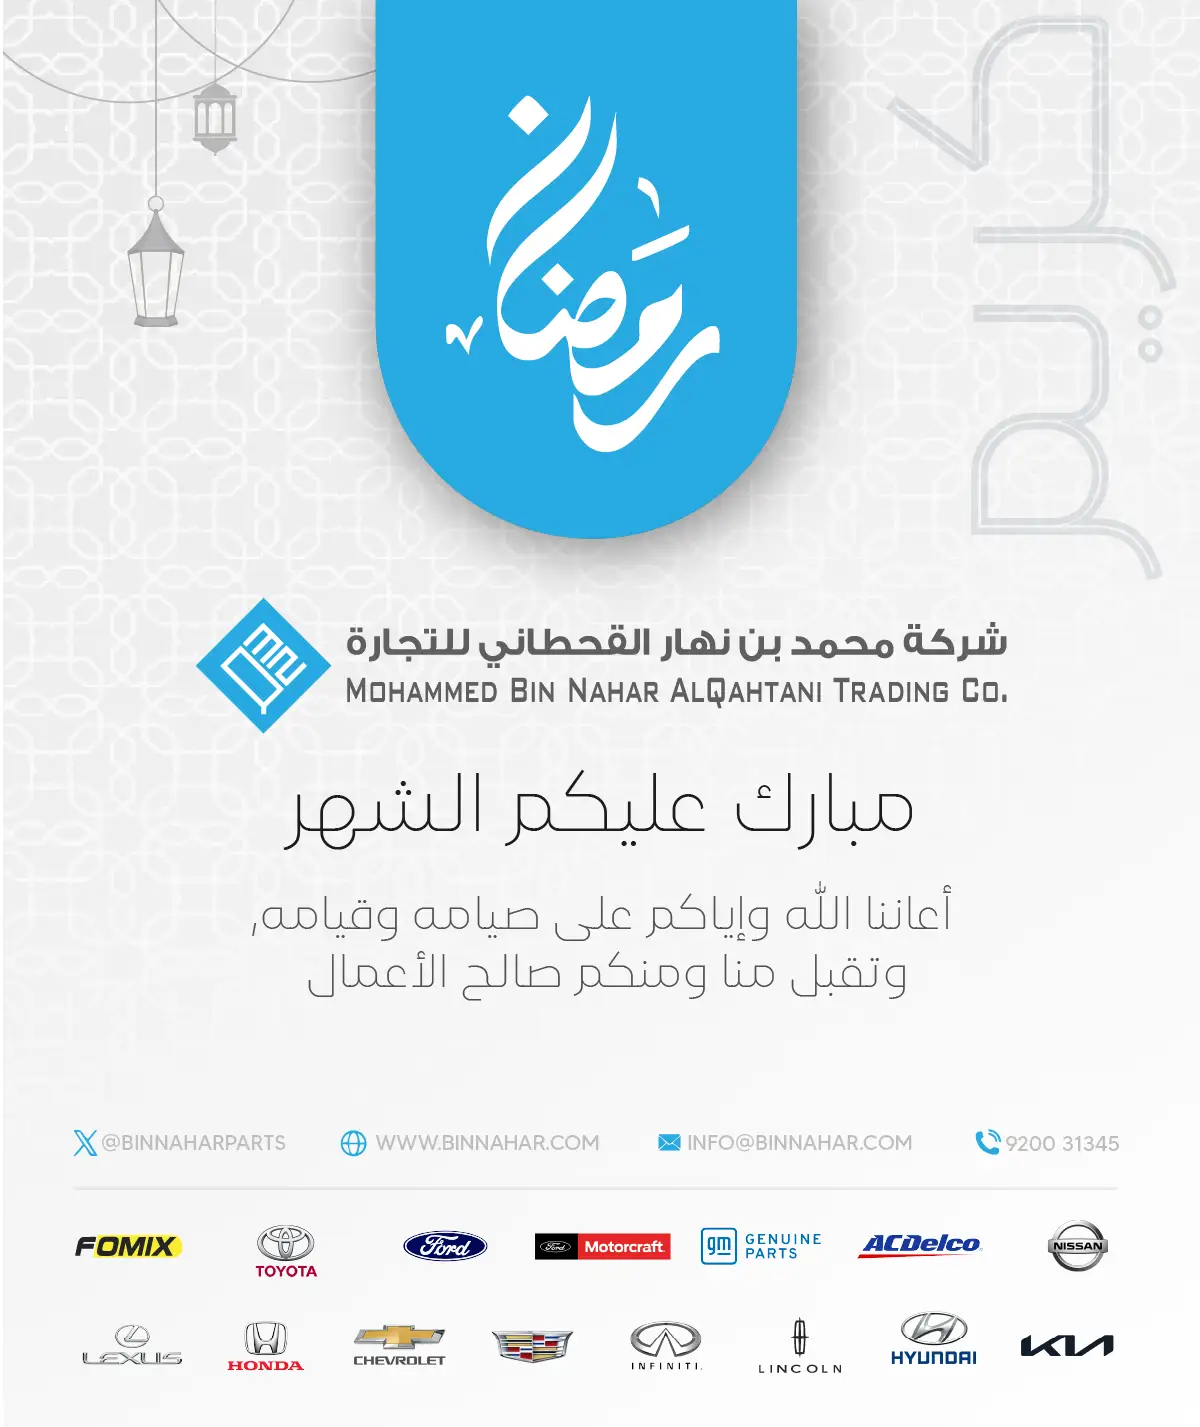 رمضان
كريم
شركة محمد بن نهار القحطاني للتجارة
MOHAMMED BIN NAHAR ALQAHTANI TRADING CO.
مبارك عليكم الشهر
أعاننا الله وإياكم على صيامه وقيامه,
وتقبل منا ومنكم صالح الأعمال
@BINNAHARPARTS WWW.BINNAHAR.COM INFO@BINNAHAR.COM 9200 31345
FOMIX TOYOTA Ford Ford Motorcraft gm GENUINE PARTS ACDelco NISSAN
LEXUS HONDA CHEVROLET INFINITI LINCOLN HYUNDAI KIA